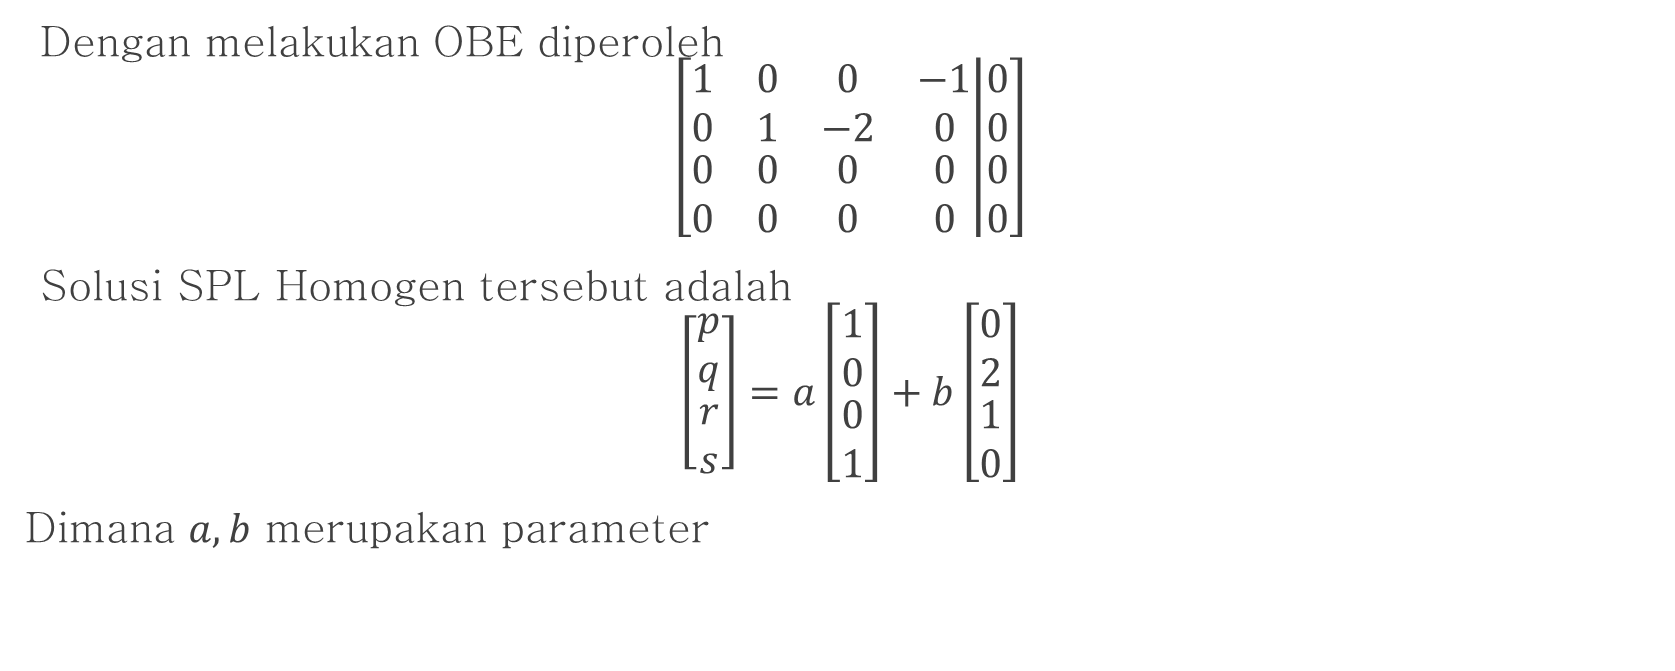 Dengan melakukan OBE diperoleh
[1 0 0 −1 | 0]
[0 1 −2 0 | 0]
[0 0 0 0 | 0]
[0 0 0 0 | 0]
Solusi SPL Homogen tersebut adalah
[p] [1] [0]
[q] [0] [2]
= a + b
[r] [0] [1]
[s] [1] [0]
Dimana a, b merupakan parameter